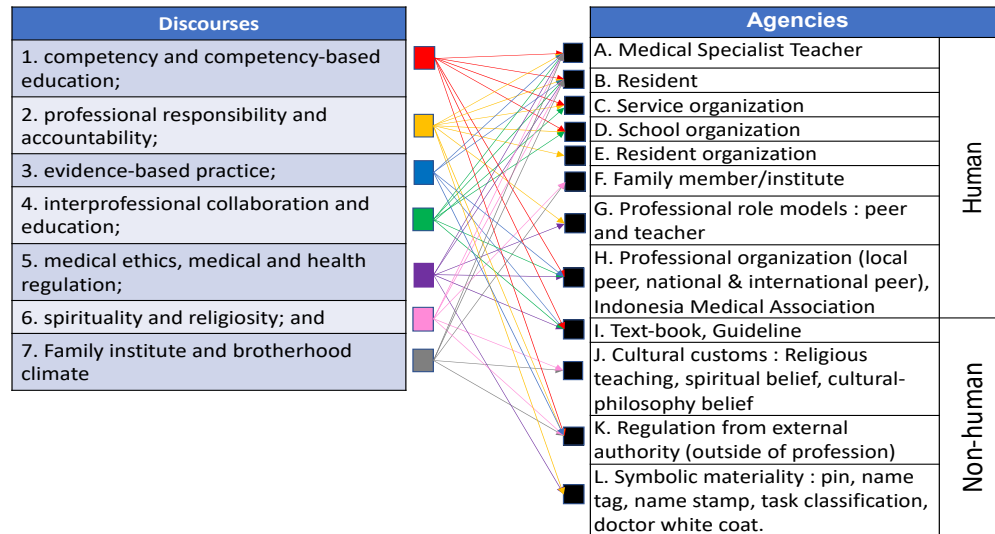 Discourses
1. competency and competency-based
education;
2. professional responsibility and
accountability;
3. evidence-based practice;
4. interprofessional collaboration and
education;
5. medical ethics, medical and health
regulation;
6. spirituality and religiosity; and
7. Family institute and brotherhood
climate
Agencies
A. Medical Specialist Teacher
B. Resident
C. Service organization
D. School organization
E. Resident organization
F. Family member/institute
G. Professional role models : peer
and teacher
H. Professional organization (local
peer, national & international peer),
Indonesia Medical Association
I. Text-book, Guideline
J. Cultural customs : Religious
teaching, spiritual belief, cultural-
philosophy belief
K. Regulation from external
authority (outside of profession)
L. Symbolic materiality : pin, name
tag, name stamp, task classification,
doctor white coat.
Human
Non-human